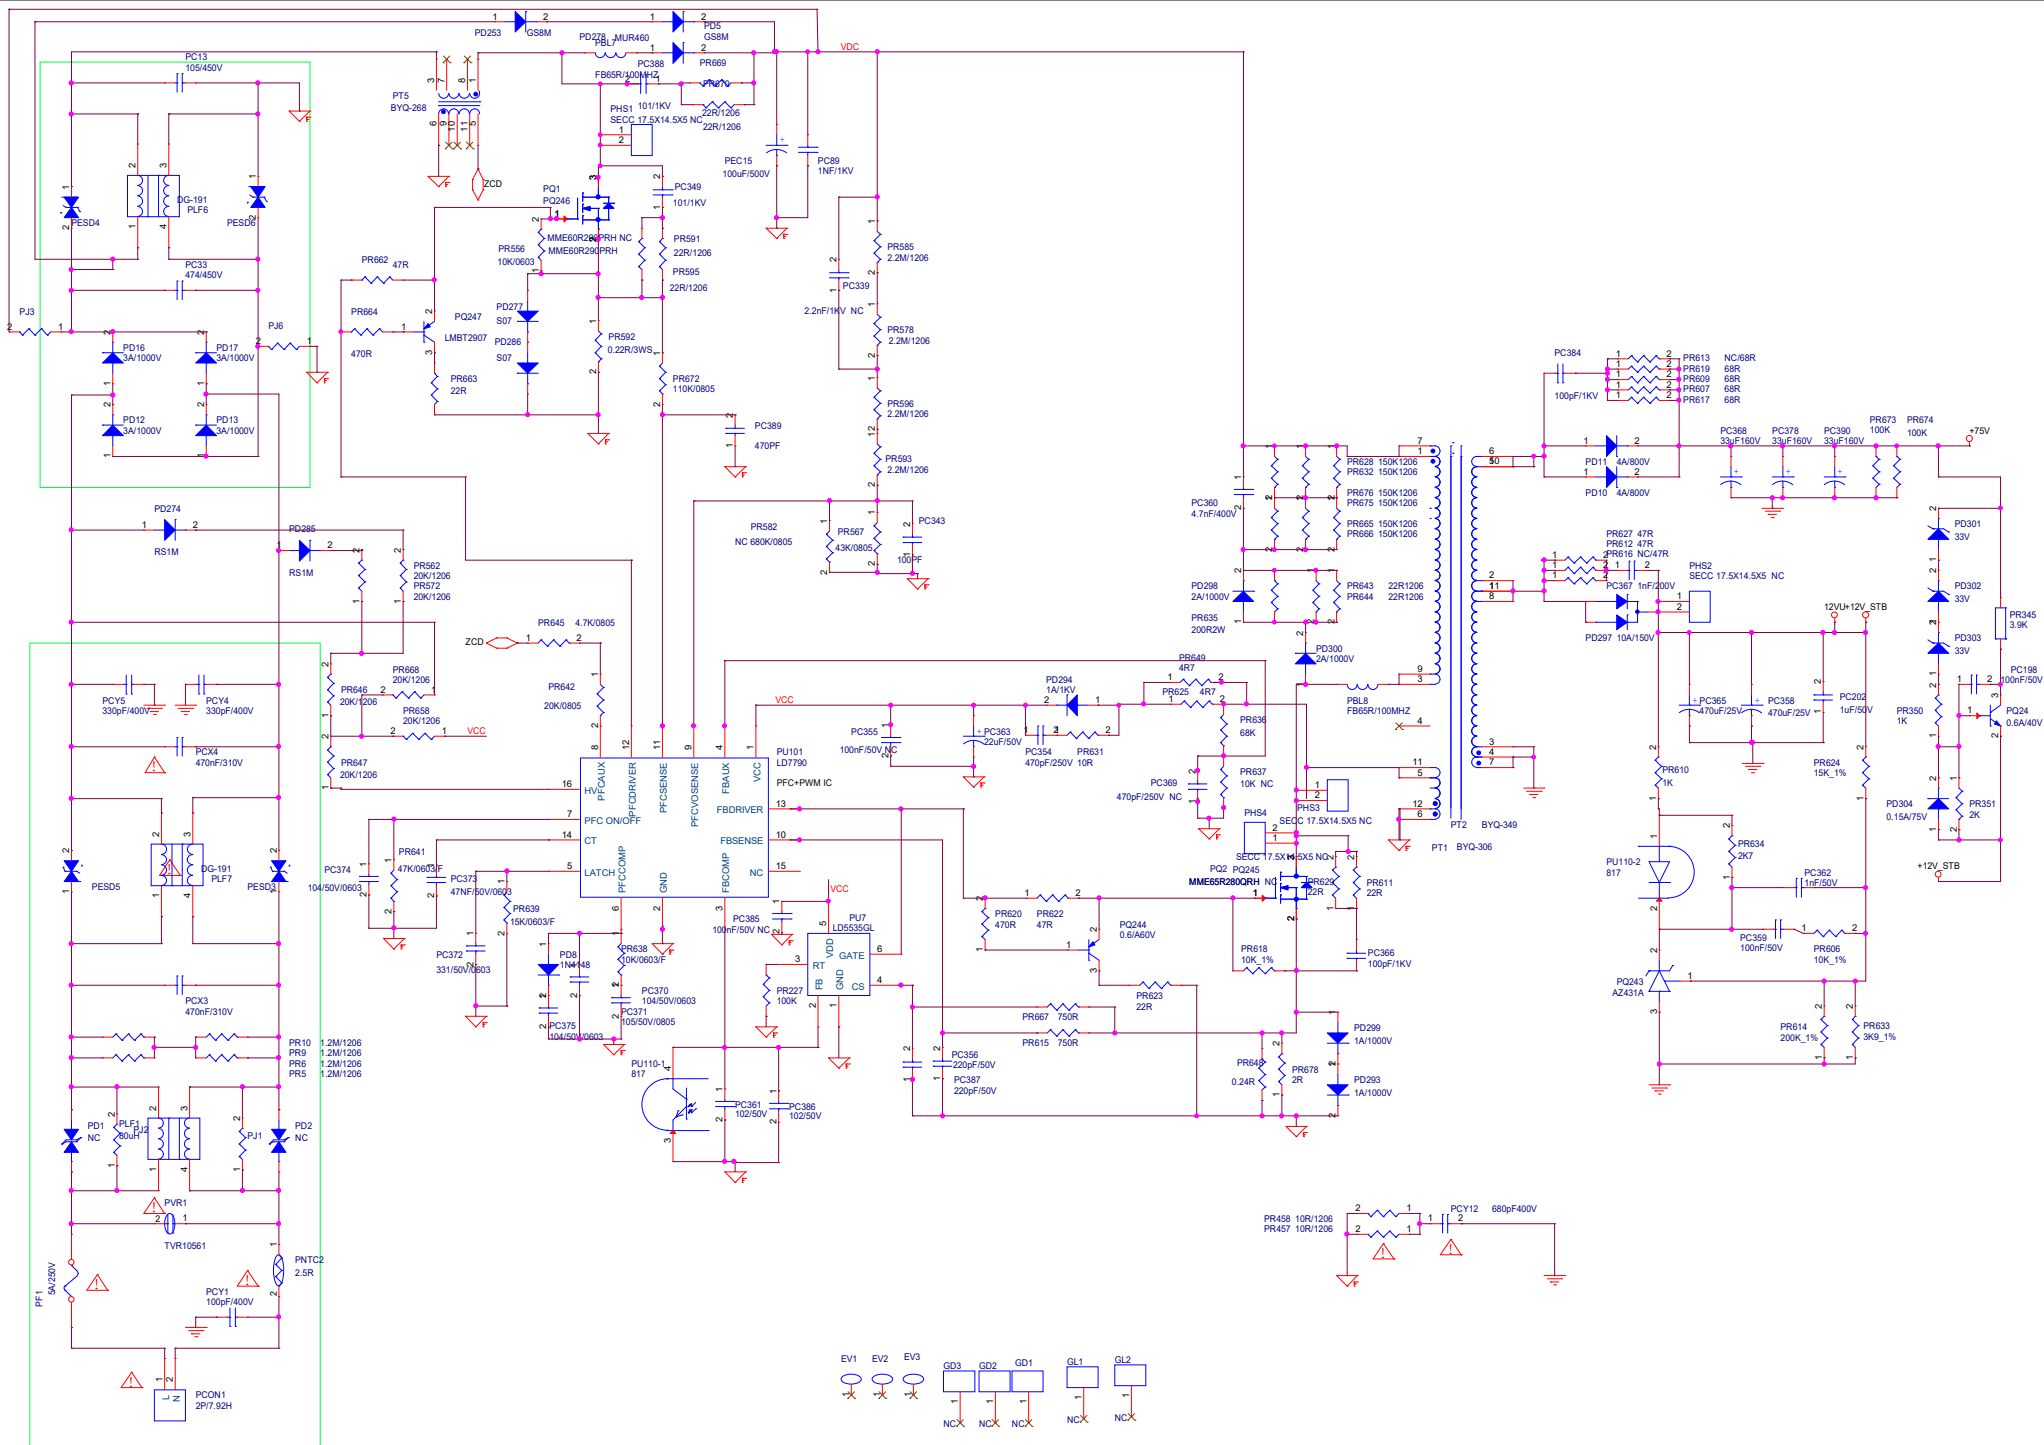 PD253
GS8M
PD5
GS8M
PD278
MUR460
PBL7
FB65R/100MHZ
VDC
PR669
PR670
22R/1206
22R/1206
PC388
101/1KV
PC13
105/450V
PT5
BYQ-268
PHS1
SECC 17.5X14.5X5 NC
ZCD
PEC15
100uF/500V
PC89
1NF/1KV
PQ1
PQ246
MME60R290PRH NC
MME60R290PRH
PC349
101/1KV
DG-191
PLF6
PESD4
PESD6
PR556
10K/0603
PR591
22R/1206
PR595
22R/1206
PR585
2.2M/1206
PC33
474/450V
PR662
47R
PC339
2.2nF/1KV NC
PJ3
PJ6
PR664
470R
PQ247
LMBT2907
PD277
S07
PD286
S07
PR592
0.22R/3WS
PR578
2.2M/1206
PD16
3A/1000V
PD17
3A/1000V
PR663
22R
PR672
110K/0805
PR596
2.2M/1206
PD12
3A/1000V
PD13
3A/1000V
PC389
470PF
PR593
2.2M/1206
PC384
100pF/1KV
PR613 NC/68R
PR619 68R
PR609 68R
PR607 68R
PR617 68R
PD11 4A/800V
PD10 4A/800V
PC368
33uF160V
PC378
33uF160V
PC390
33uF160V
PR673
100K
PR674
100K
+75V
PC360
4.7nF/400V
PR628 150K1206
PR632 150K1206
PR676 150K1206
PR675 150K1206
PR665 150K1206
PR666 150K1206
PD274
RS1M
PD285
RS1M
PR582
NC 680K/0805
PR567
43K/0805
PC343
100PF
PD301
33V
PD302
33V
PD303
33V
PR562
20K/1206
PR572
20K/1206
PR627 47R
PR612 47R
PR616 NC/47R
PC367 1nF/200V
PHS2
SECC 17.5X14.5X5 NC
PD297 10A/150V
PD298
2A/1000V
PR635
200R2W
PR643 22R1206
PR644 22R1206
12VU
+12V_STB
PR345
3.9K
ZCD
PR645 4.7K/0805
PD300
2A/1000V
PR649
4R7
PR625 4R7
PD294
1A/1KV
PBL8
FB65R/100MHZ
PC198
100nF/50V
PQ24
0.6A/40V
PR350
1K
PR646
20K/1206
PR668
20K/1206
PR658
20K/1206
VCC
PR642
20K/0805
VCC
PCY5
330pF/400V
PCY4
330pF/400V
PCX4
470nF/310V
PR647
20K/1206
PU101
LD7790
PFC+PWM IC
PC355
100nF/50V NC
PC363
22uF/50V
PC354
470pF/250V
PR631
10R
PR636
68K
PR637
10K NC
PC369
470pF/250V NC
PC365
470uF/25V
PC358
470uF/25V
PC202
1uF/50V
PR610
1K
PR624
15K_1%
PD304
0.15A/75V
PR351
2K
+12V_STB
HV
PFC ON/OFF
CT
LATCH
PFCAUX
PFCDRIVER
PFCSENSE
PFCVOSENSE
FBAUX
VCC
FBDRIVER
FBSENSE
NC
PFCCOMP
GND
FBCOMP
PHS3
SECC 17.5X14.5X5 NC
PHS4
SECC 17.5X14.5X5 NC
PT2 BYQ-349
PT1 BYQ-306
PESD5
DG-191
PLF7
PESD3
PC374
104/50V/0603
PR641
47K/0603/F
PC373
47NF/50V/0603
PR639
15K/0603/F
PC372
331/50V/0603
PD8
1N4148
PR638
10K/0603/F
PC370
104/50V/0603
PC371
105/50V/0805
PC375
104/50V/0603
PC385
100nF/50V NC
VCC
PU7
LD5535GL
VDD
GATE
RT
CS
FB
GND
PR227
100K
PQ2 PQ245
MME65R280QRH NC
PR629
22R
PR611
22R
PR620
470R
PR622
47R
PQ244
0.6/A60V
PR618
10K_1%
PC366
100pF/1KV
PR623
22R
PR667 750R
PR615 750R
PU110-2
817
PR634
2K7
PC362
1nF/50V
PC359
100nF/50V
PR606
10K_1%
PQ243
AZ431A
PR614
200K_1%
PR633
3K9_1%
PCX3
470nF/310V
PR10 1.2M/1206
PR9 1.2M/1206
PR6 1.2M/1206
PR5 1.2M/1206
PU110-1
817
PC361
102/50V
PC386
102/50V
PC356
220pF/50V
PC387
220pF/50V
PR648
0.24R
PR678
2R
PD299
1A/1000V
PD293
1A/1000V
PD1
NC
PLF1
80uH
PJ2
PJ1
PD2
NC
PVR1
TVR10561
PF1
5A/250V
PNTC2
2.5R
PCY1
100pF/400V
PCON1
2P/7.92H
L
N
PR458 10R/1206
PR457 10R/1206
PCY12 680pF400V
EV1
EV2
EV3
GD3
GD2
GD1
GL1
GL2
NC
NC
NC
NC
NC